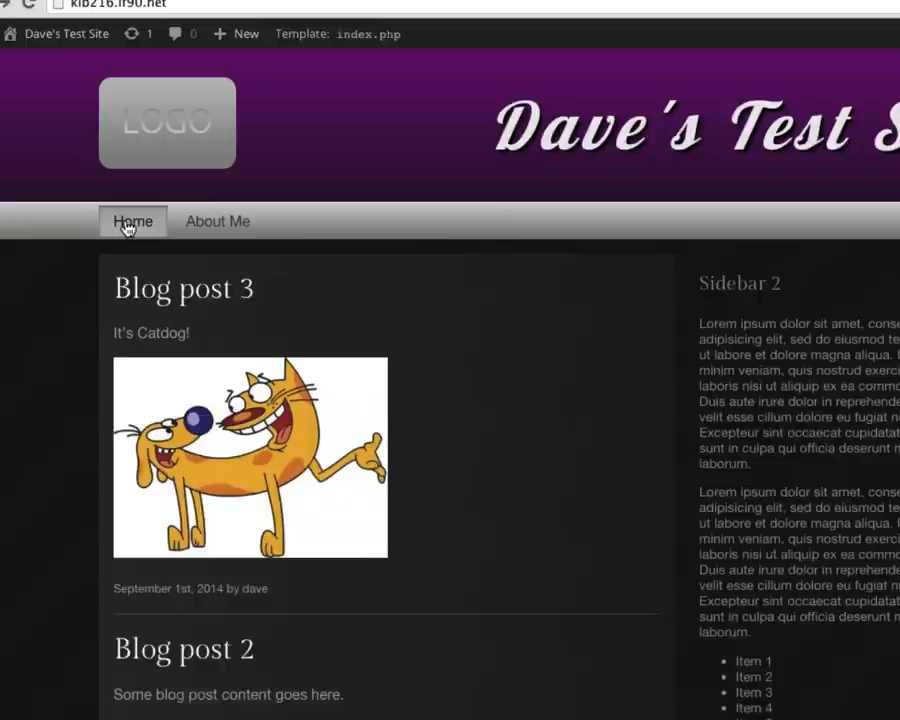 klb216.lf90.net
Dave's Test Site 1 0 New Template: index.php
LOGO
Dave's Test
Home About Me
Blog post 3
It's Catdog!
September 1st, 2014 by dave
Blog post 2
Some blog post content goes here.
Sidebar 2
Lorem ipsum dolor sit amet, conse
adipisicing elit, sed do eiusmod te
ut labore et dolore magna aliqua. U
minim veniam, quis nostrud exerci
laboris nisi ut aliquip ex ea commo
Duis aute irure dolor in reprehende
velit esse cillum dolore eu fugiat n
Excepteur sint occaecat cupidatat
sunt in culpa qui officia deserunt m
laborum.
Lorem ipsum dolor sit amet, conse
adipisicing elit, sed do eiusmod te
ut labore et dolore magna aliqua. U
minim veniam, quis nostrud exerci
laboris nisi ut aliquip ex ea commo
Duis aute irure dolor in reprehende
velit esse cillum dolore eu fugiat n
Excepteur sint occaecat cupidatat
sunt in culpa qui officia deserunt m
laborum.
Item 1
Item 2
Item 3
Item 4